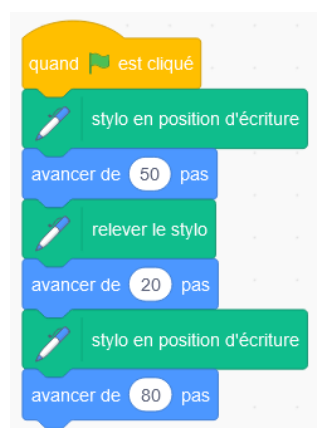 quand est cliqué
stylo en position d'écriture
avancer de 50 pas
relever le stylo
avancer de 20 pas
stylo en position d'écriture
avancer de 80 pas